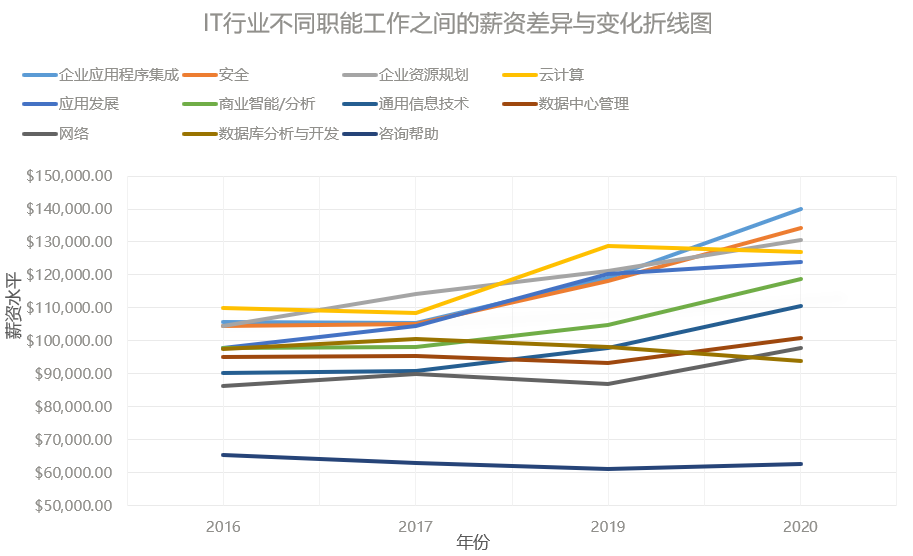 IT行业不同职能工作之间的薪资差异与变化折线图
企业应用程序集成 安全 企业资源规划 云计算
应用发展 商业智能/分析 通用信息技术 数据中心管理
网络 数据库分析与开发 咨询帮助
$150,000.00
$140,000.00
$130,000.00
$120,000.00
$110,000.00
$100,000.00
$90,000.00
$80,000.00
$70,000.00
$60,000.00
$50,000.00
薪资水平
2016 2017 2019 2020
年份